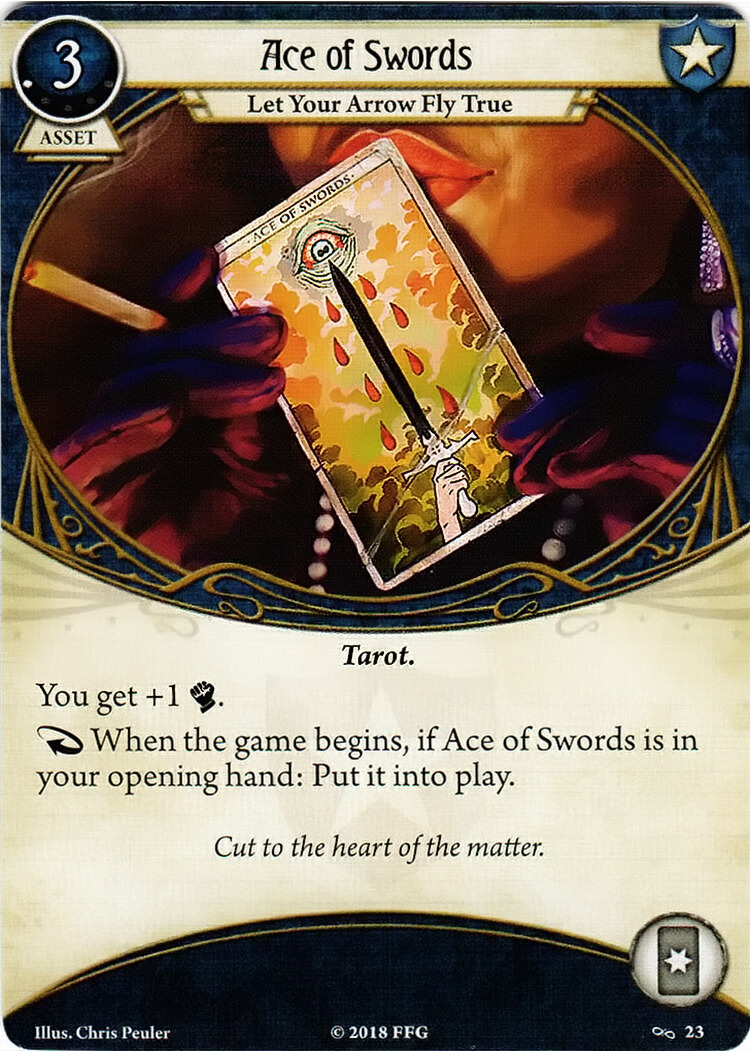 3
Ace of Swords
Let Your Arrow Fly True
ASSET
·ACE OF SWORDS·
Tarot.
You get +1 .
When the game begins, if Ace of Swords is in
your opening hand: Put it into play.
Cut to the heart of the matter.
Illus. Chris Peuler
© 2018 FFG
23